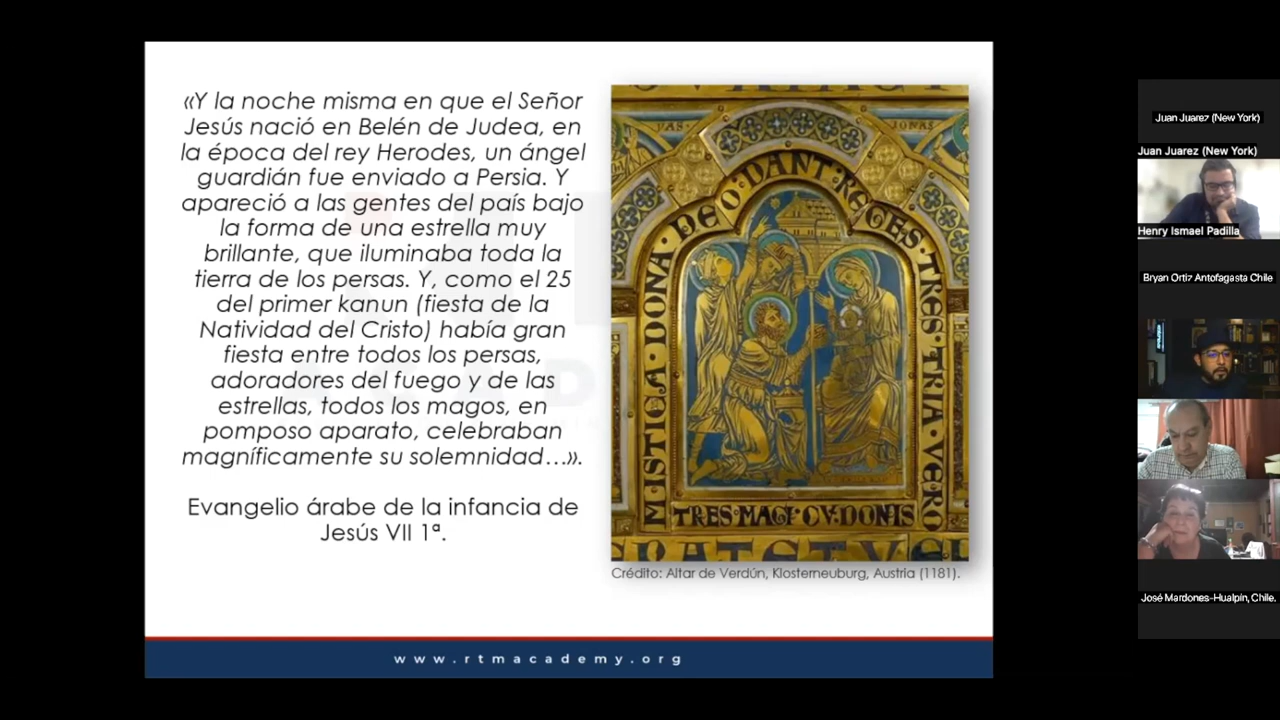 «Y la noche misma en que el Señor
Jesús nació en Belén de Judea, en
la época del rey Herodes, un ángel
guardián fue enviado a Persia. Y
apareció a las gentes del país bajo
la forma de una estrella muy
brillante, que iluminaba toda la
tierra de los persas. Y, como el 25
del primer kanun (fiesta de la
Natividad del Cristo) había gran
fiesta entre todos los persas,
adoradores del fuego y de las
estrellas, todos los magos, en
pomposo aparato, celebraban
magníficamente su solemnidad...».
Evangelio árabe de la infancia de
Jesús VII 1ª.
MISTICA·DONA·DEO·DANT·REGES·TRES·TRIA·VERO
TRES·MAGI·CV·DONIS
IONAS
Crédito: Altar de Verdún, Klosterneuburg, Austria (1181).
www.rtmacademy.org
Juan Juarez (New York)
Juan Juarez (New York)
Henry Ismael Padilla
Bryan Ortiz Antofagasta Chile
José Mardones-Hualpín, Chile.